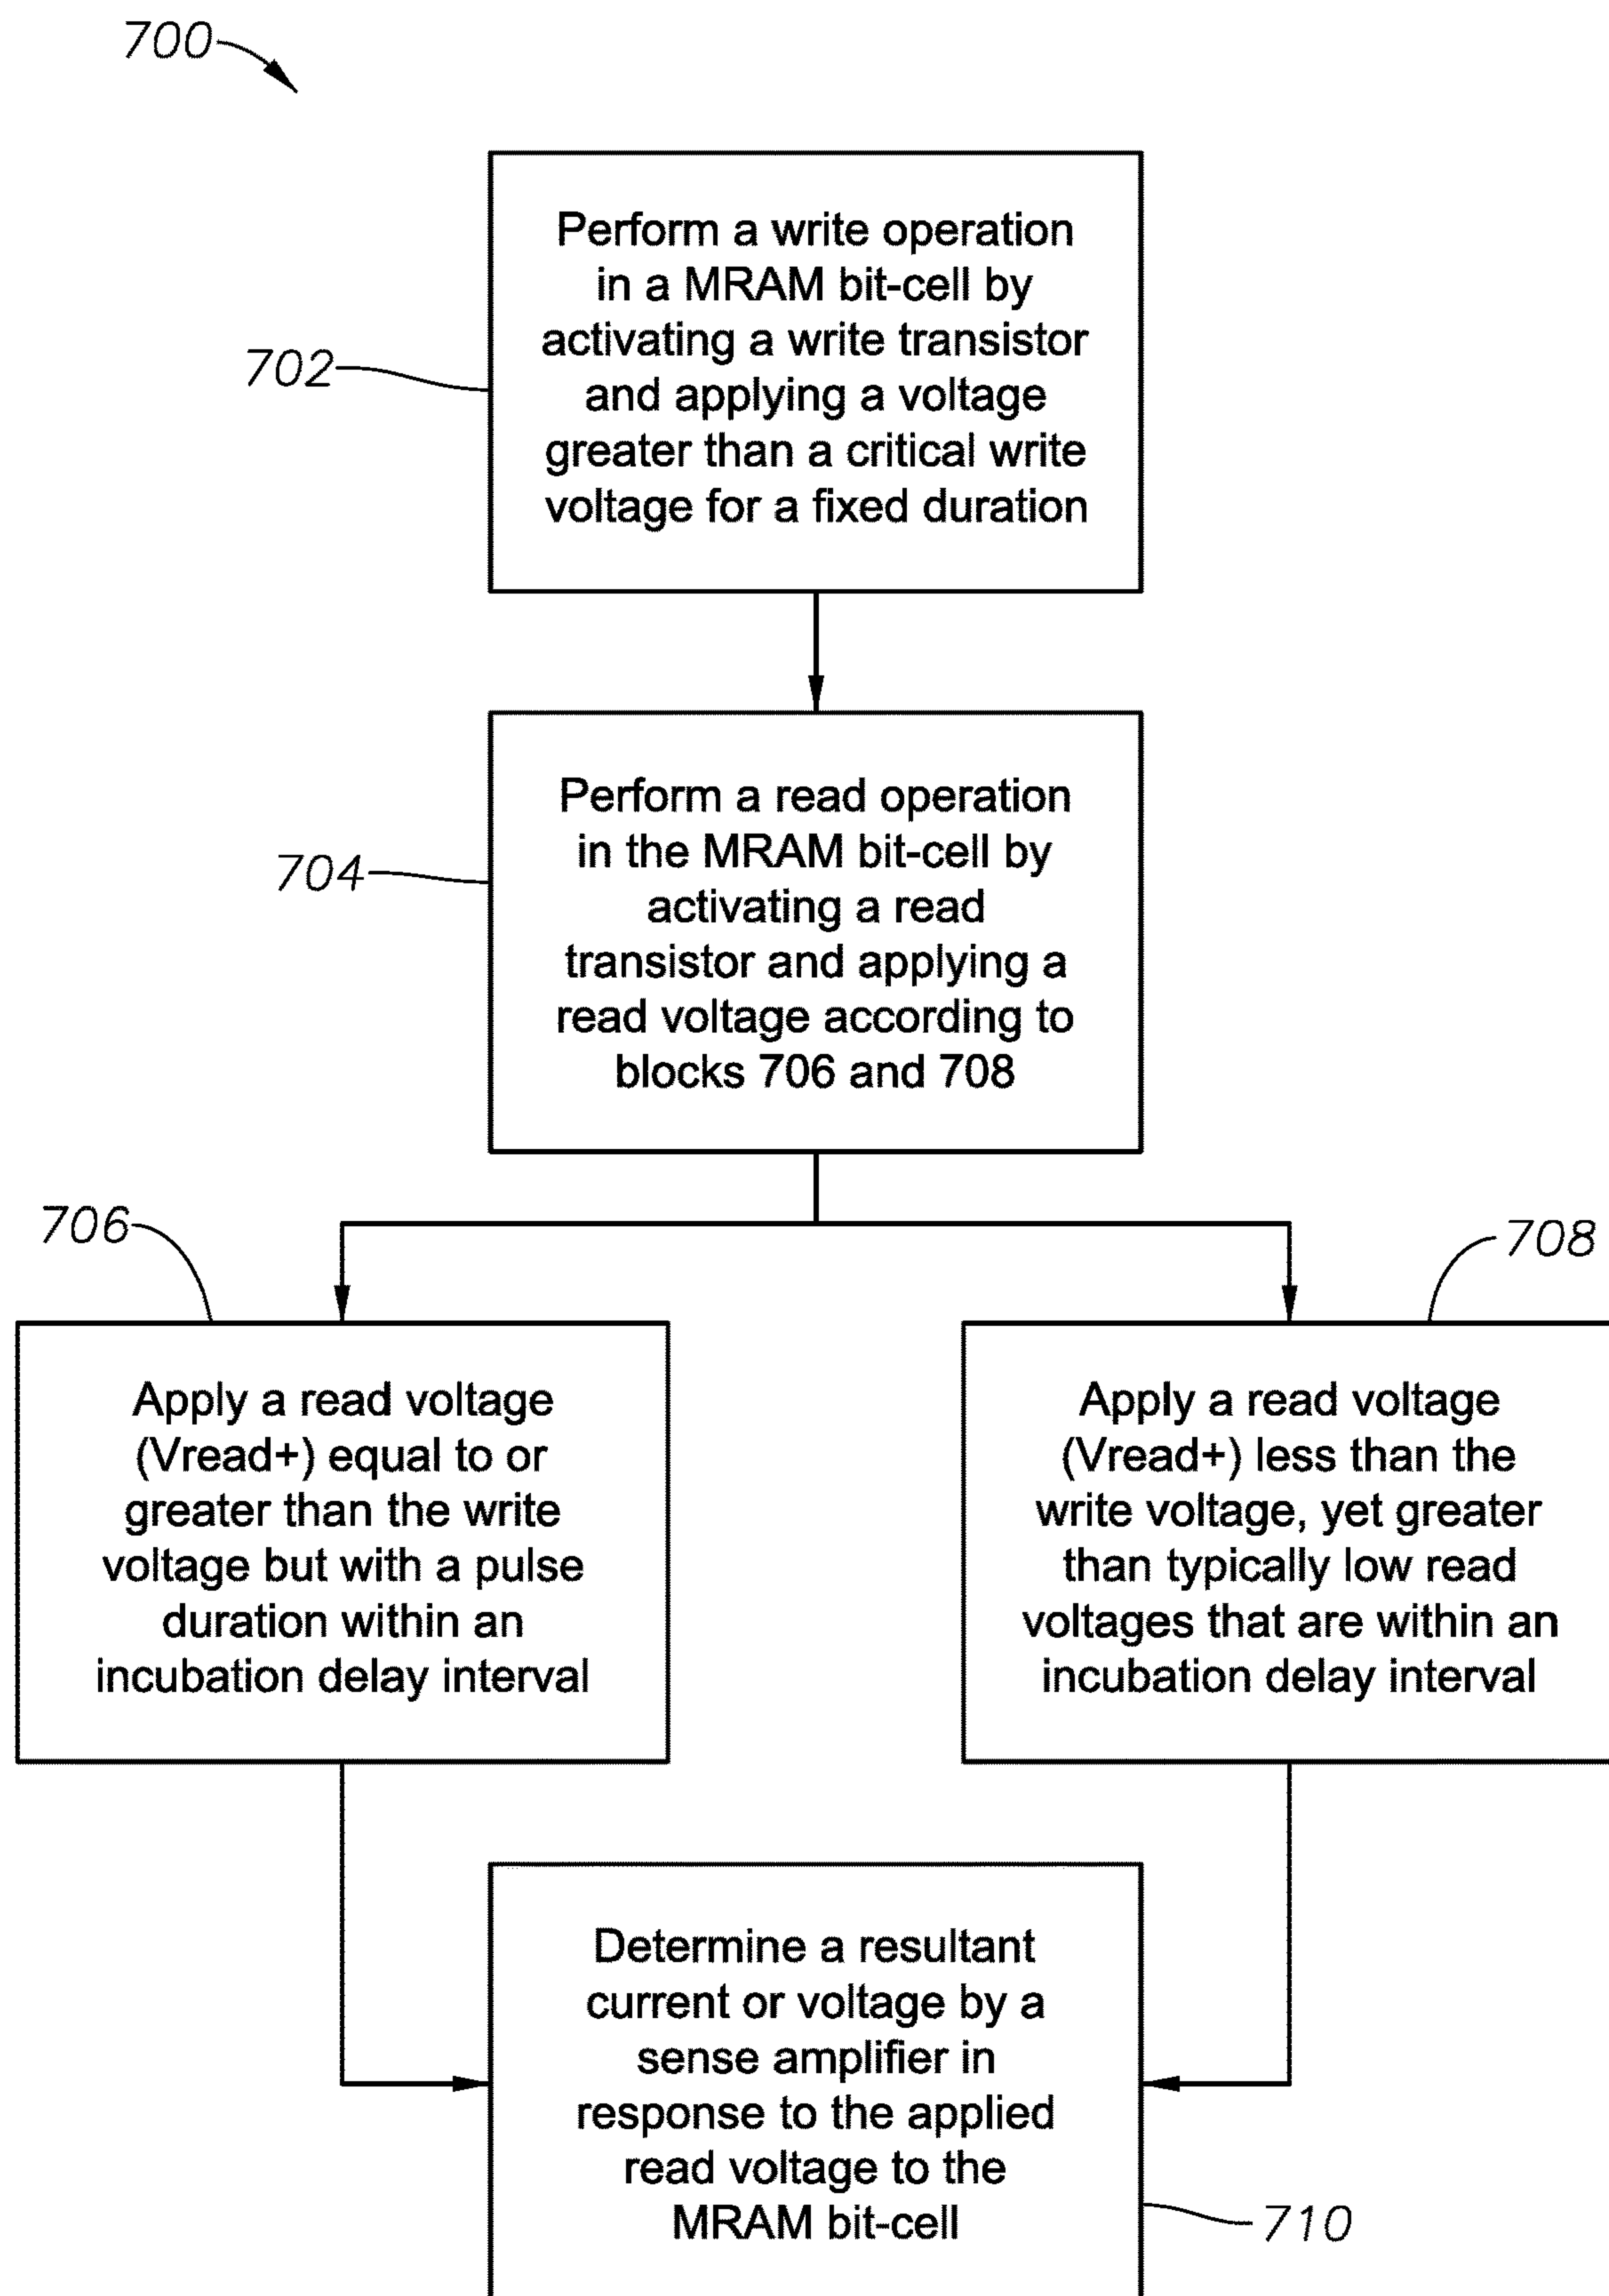 700
702
Perform a write operation
in a MRAM bit-cell by
activating a write transistor
and applying a voltage
greater than a critical write
voltage for a fixed duration
704
Perform a read operation
in the MRAM bit-cell by
activating a read
transistor and applying a
read voltage according to
blocks 706 and 708
706
Apply a read voltage
(Vread+) equal to or
greater than the write
voltage but with a pulse
duration within an
incubation delay interval
708
Apply a read voltage
(Vread+) less than the
write voltage, yet greater
than typically low read
voltages that are within an
incubation delay interval
Determine a resultant
current or voltage by a
sense amplifier in
response to the applied
read voltage to the
MRAM bit-cell
710